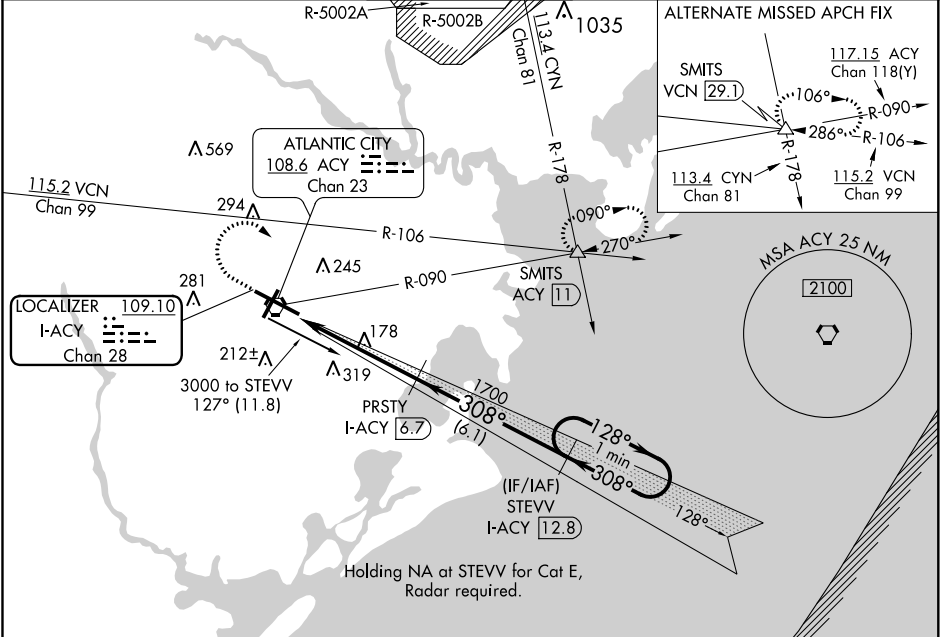 R-5002A
R-5002B
1035
113.4 CYN
Chan 81
R-178
ALTERNATE MISSED APCH FIX
SMITS
VCN 29.1
117.15 ACY
Chan 118(Y)
106°
R-090
286°
R-106
R-178
113.4 CYN
Chan 81
115.2 VCN
Chan 99
569
ATLANTIC CITY
108.6 ACY
Chan 23
115.2 VCN
Chan 99
294
R-106
090°
270°
245
R-090
SMITS
ACY 11
MSA ACY 25 NM
2100
281
LOCALIZER 109.10
I-ACY
Chan 28
178
212±
319
3000 to STEVV
127° (11.8)
PRSTY
I-ACY 6.7
1700
308°
(6.1)
128°
1 min
308°
128°
(IF/IAF)
STEVV
I-ACY 12.8
Holding NA at STEVV for Cat E,
Radar required.